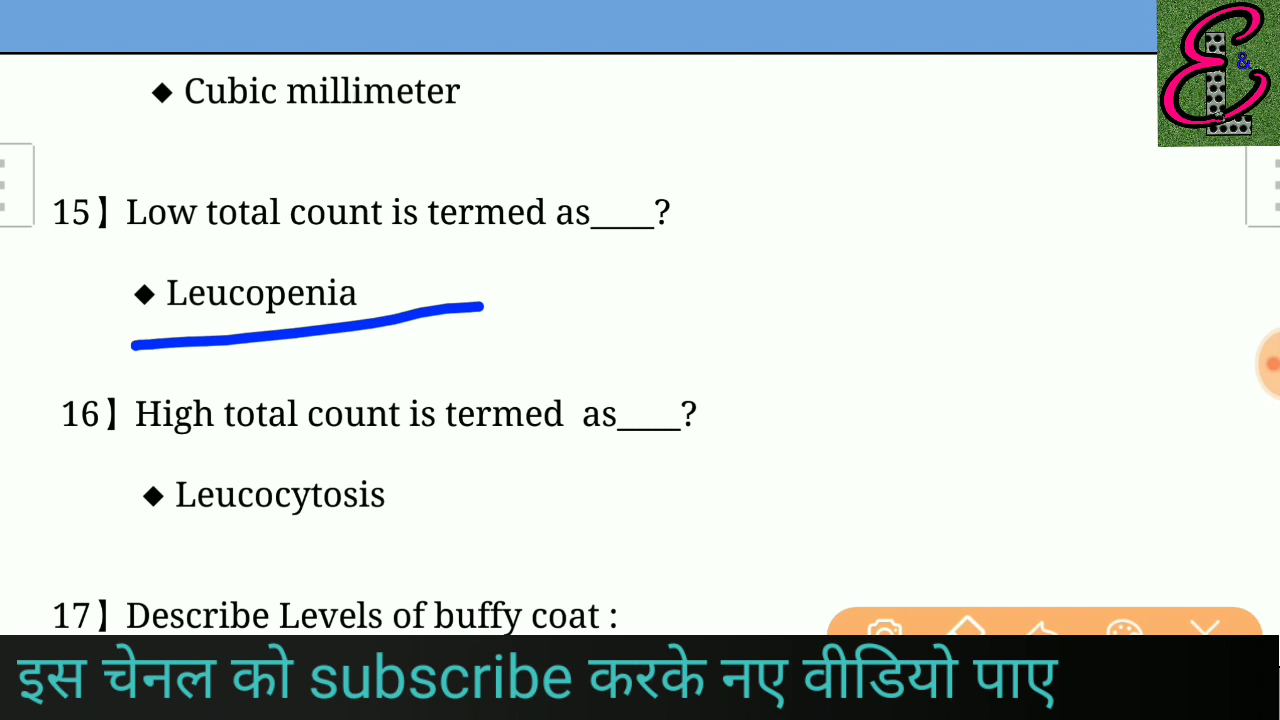 ◆ Cubic millimeter
15】Low total count is termed as____?
◆ Leucopenia
16】High total count is termed  as____?
◆ Leucocytosis
17】Describe Levels of buffy coat :
इस चेनल को subscribe करके नए वीडियो पाए
E & L